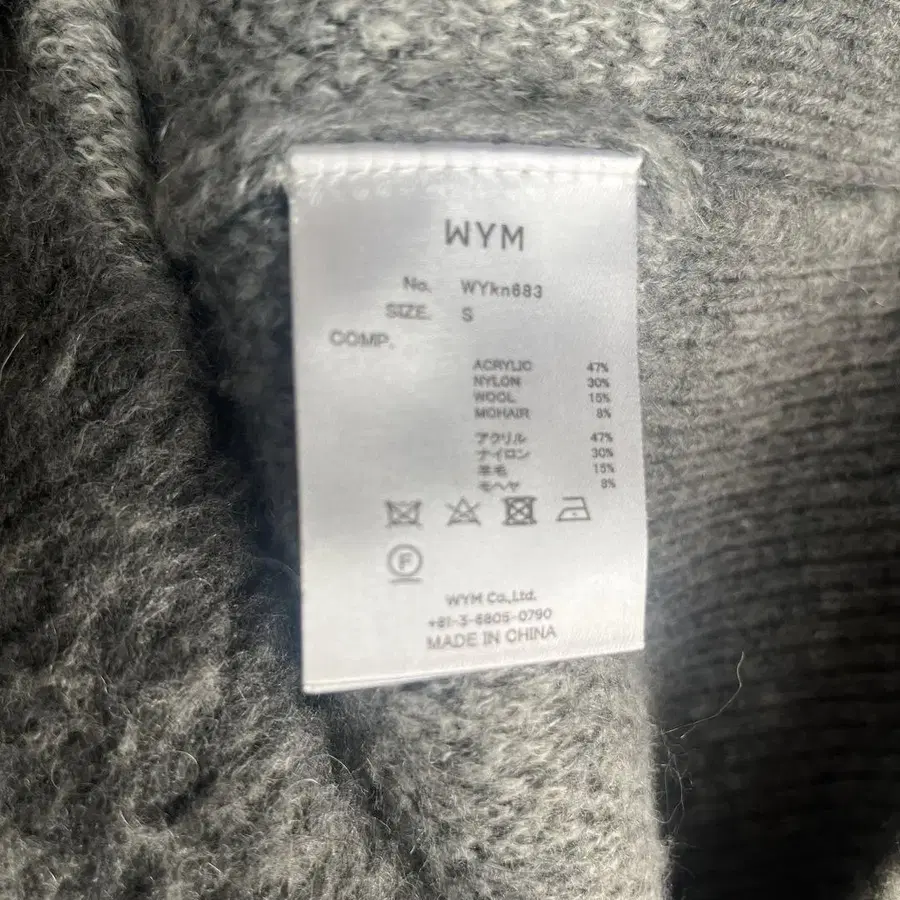 WYM
No. WYkn683
SIZE. S
COMP.
ACRYLIC 47%
NYLON 30%
WOOL 15%
MOHAIR 8%
アクリル 47%
ナイロン 30%
羊毛 15%
モヘヤ 8%
F
WYM Co.,Ltd.
+81-3-6805-0790
MADE IN CHINA